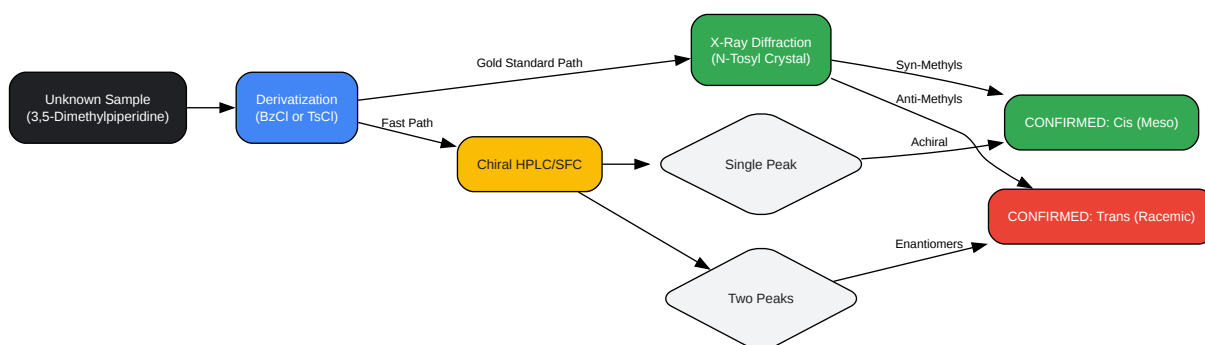 Unknown Sample
(3,5-Dimethylpiperidine)
Derivatization
(BzCl or TsCl)
Gold Standard Path
Fast Path
X-Ray Diffraction
(N-Tosyl Crystal)
Chiral HPLC/SFC
Single Peak
Two Peaks
Syn-Methyls
Anti-Methyls
Achiral
Enantiomers
CONFIRMED: Cis (Meso)
CONFIRMED: Trans (Racemic)